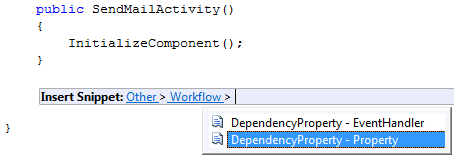 public SendMailActivity()
{
InitializeComponent();
}
Insert Snippet: Other > Workflow >
DependencyProperty - EventHandler
DependencyProperty - Property
}